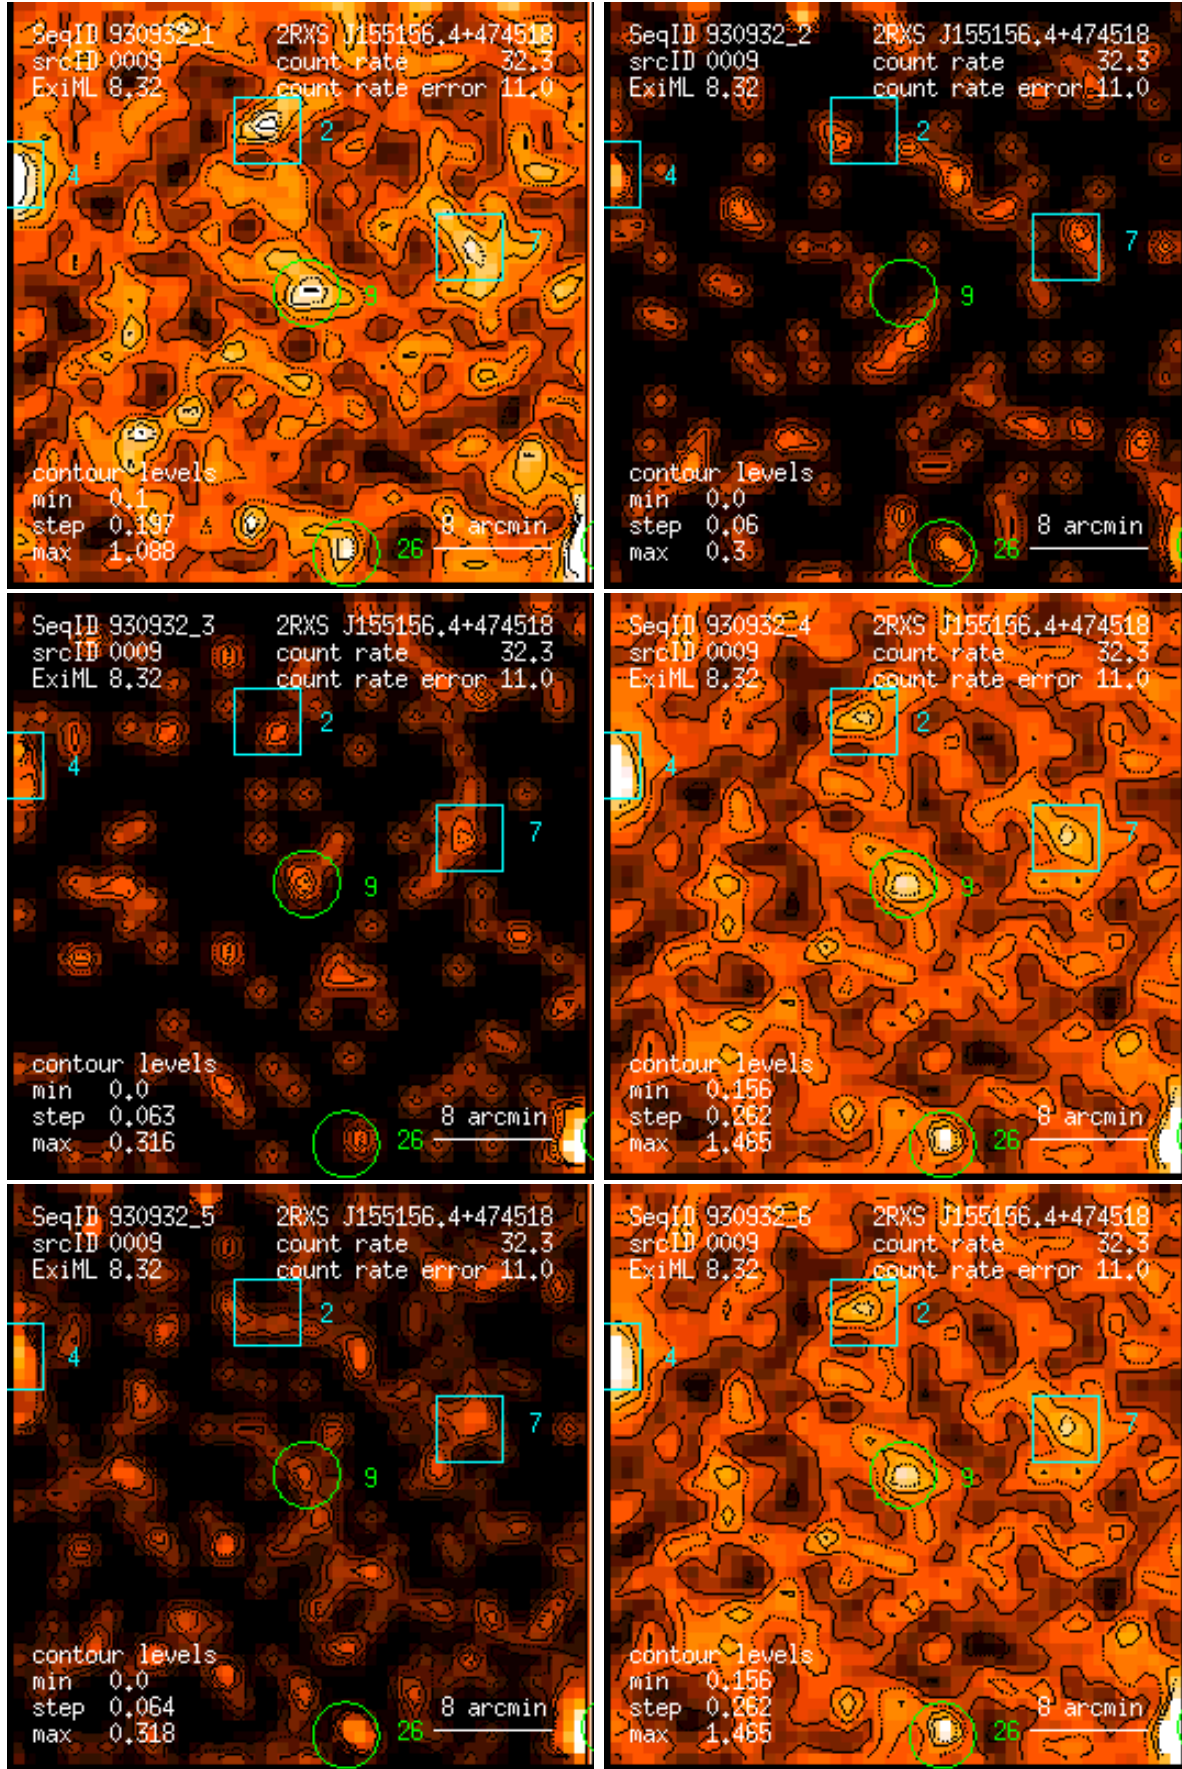 SeqID 930932_1 2RXS J155156.4+474518
srcID 0009 count rate 32.3
ExiML 8.32 count rate error 11.0
2
4
7
9
contour levels
min 0.1
step 0.197 8 arcmin
max 1.088 26
SeqID 930932_2 2RXS J155156.4+474518
srcID 0009 count rate 32.3
ExiML 8.32 count rate error 11.0
2
4
7
9
contour levels
min 0.0
step 0.06 8 arcmin
max 0.3 26
SeqID 930932_3 2RXS J155156.4+474518
srcID 0009 count rate 32.3
ExiML 8.32 count rate error 11.0
2
4
7
9
contour levels
min 0.0
step 0.063 8 arcmin
max 0.316 26
SeqID 930932_4 2RXS J155156.4+474518
srcID 0009 count rate 32.3
ExiML 8.32 count rate error 11.0
2
4
7
9
contour levels
min 0.156
step 0.262 8 arcmin
max 1.465 26
SeqID 930932_5 2RXS J155156.4+474518
srcID 0009 count rate 32.3
ExiML 8.32 count rate error 11.0
2
4
7
9
contour levels
min 0.0
step 0.064 8 arcmin
max 0.318 26
SeqID 930932_6 2RXS J155156.4+474518
srcID 0009 count rate 32.3
ExiML 8.32 count rate error 11.0
2
4
7
9
contour levels
min 0.156
step 0.262 8 arcmin
max 1.465 26